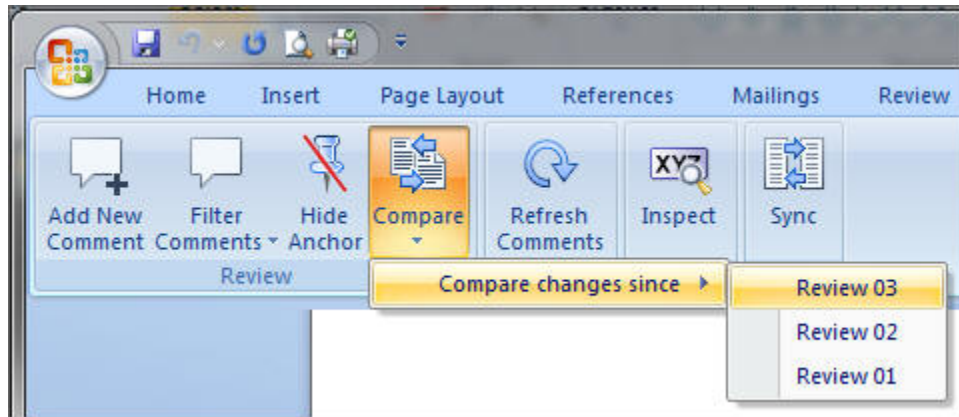 Home Insert Page Layout References Mailings Review
XYZ
Add New Filter Hide Compare Refresh Inspect Sync
Comment Comments Anchor Comments
Review
Compare changes since
Review 03
Review 02
Review 01